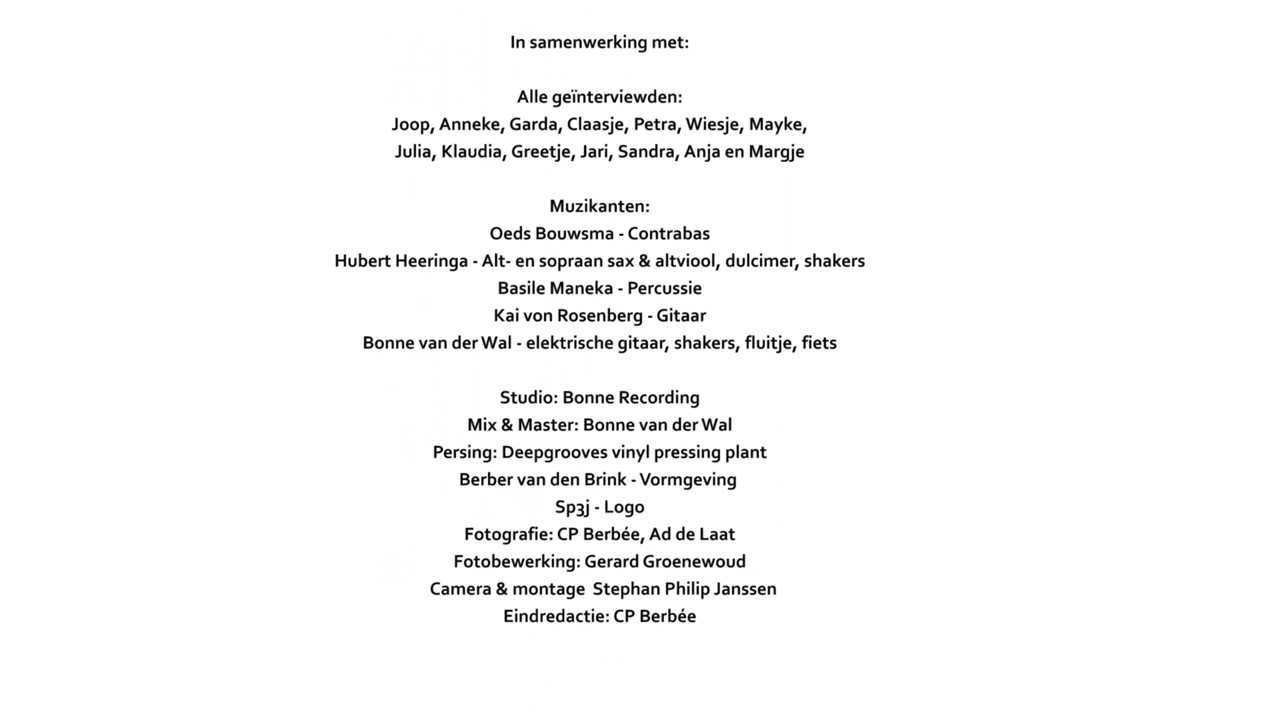 In samenwerking met:
Alle geïnterviewden:
Joop, Anneke, Garda, Claasje, Petra, Wiesje, Mayke,
Julia, Klaudia, Greetje, Jari, Sandra, Anja en Margje
Muzikanten:
Oeds Bouwsma - Contrabas
Hubert Heeringa - Alt- en sopraan sax & altviool, dulcimer, shakers
Basile Maneka - Percussie
Kai von Rosenberg - Gitaar
Bonne van der Wal - elektrische gitaar, shakers, fluitje, fiets
Studio: Bonne Recording
Mix & Master: Bonne van der Wal
Persing: Deepgrooves vinyl pressing plant
Berber van den Brink - Vormgeving
Sp3j - Logo
Fotografie: CP Berbée, Ad de Laat
Fotobewerking: Gerard Groenewoud
Camera & montage  Stephan Philip Janssen
Eindredactie: CP Berbée